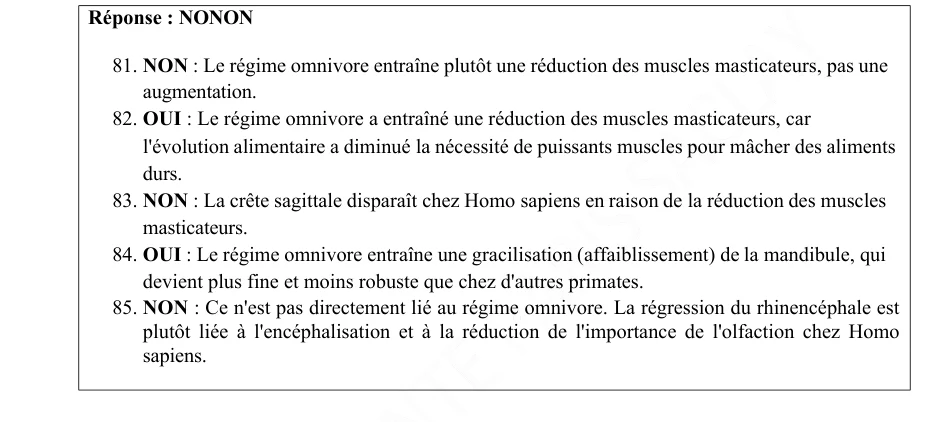 Réponse : NONON
81. NON : Le régime omnivore entraîne plutôt une réduction des muscles masticateurs, pas une
augmentation.
82. OUI : Le régime omnivore a entraîné une réduction des muscles masticateurs, car
l'évolution alimentaire a diminué la nécessité de puissants muscles pour mâcher des aliments
durs.
83. NON : La crête sagittale disparaît chez Homo sapiens en raison de la réduction des muscles
masticateurs.
84. OUI : Le régime omnivore entraîne une gracilisation (affaiblissement) de la mandibule, qui
devient plus fine et moins robuste que chez d'autres primates.
85. NON : Ce n'est pas directement lié au régime omnivore. La régression du rhinencéphale est
plutôt liée à l'encéphalisation et à la réduction de l'importance de l'olfaction chez Homo
sapiens.